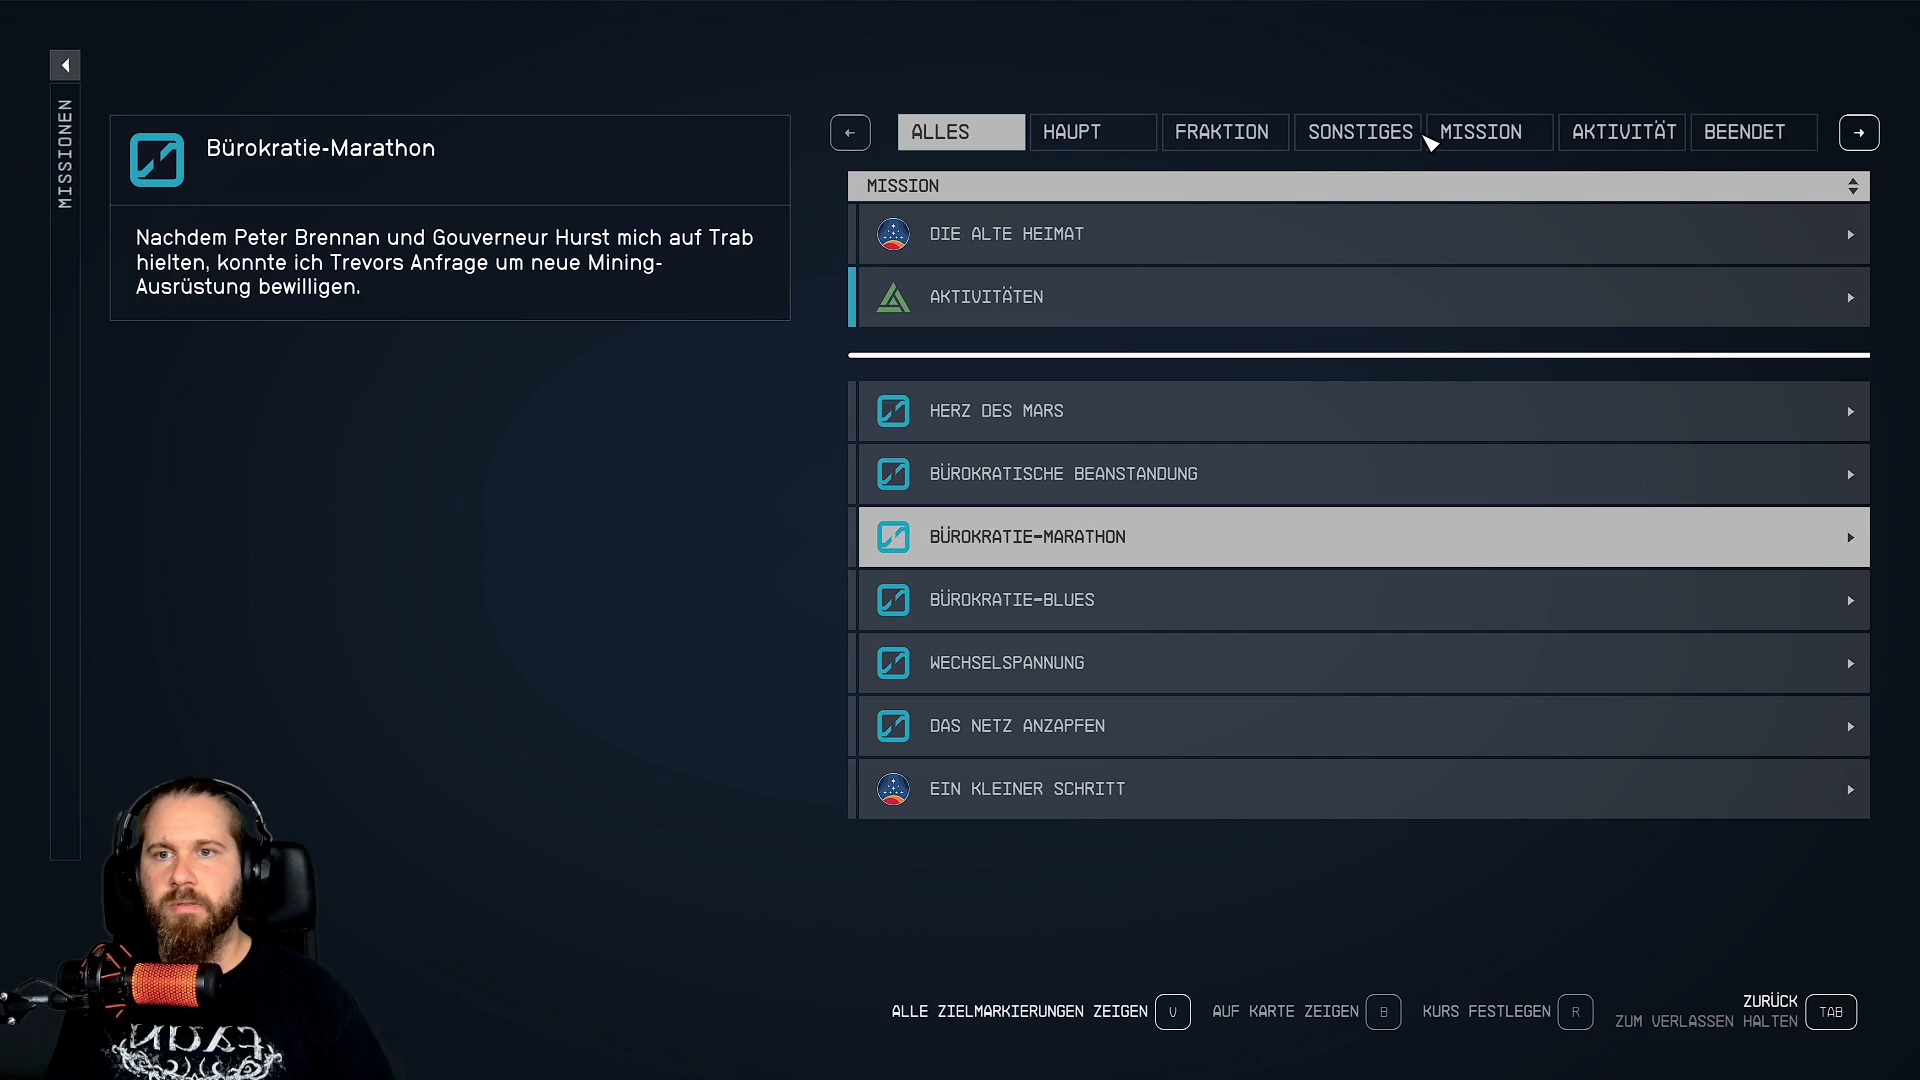 MISSIONEN
Bürokratie-Marathon
Nachdem Peter Brennan und Gouverneur Hurst mich auf Trab
hielten, konnte ich Trevors Anfrage um neue Mining-
Ausrüstung bewilligen.
ALLES HAUPT FRAKTION SONSTIGES MISSION AKTIVITÄT BEENDET
MISSION
DIE ALTE HEIMAT
AKTIVITÄTEN
HERZ DES MARS
BÜROKRATISCHE BEANSTANDUNG
BÜROKRATIE-MARATHON
BÜROKRATIE-BLUES
WECHSELSPANNUNG
DAS NETZ ANZAPFEN
EIN KLEINER SCHRITT
ALLE ZIELMARKIERUNGEN ZEIGEN V AUF KARTE ZEIGEN B KURS FESTLEGEN R ZURÜCK TAB
ZUM VERLASSEN HALTEN